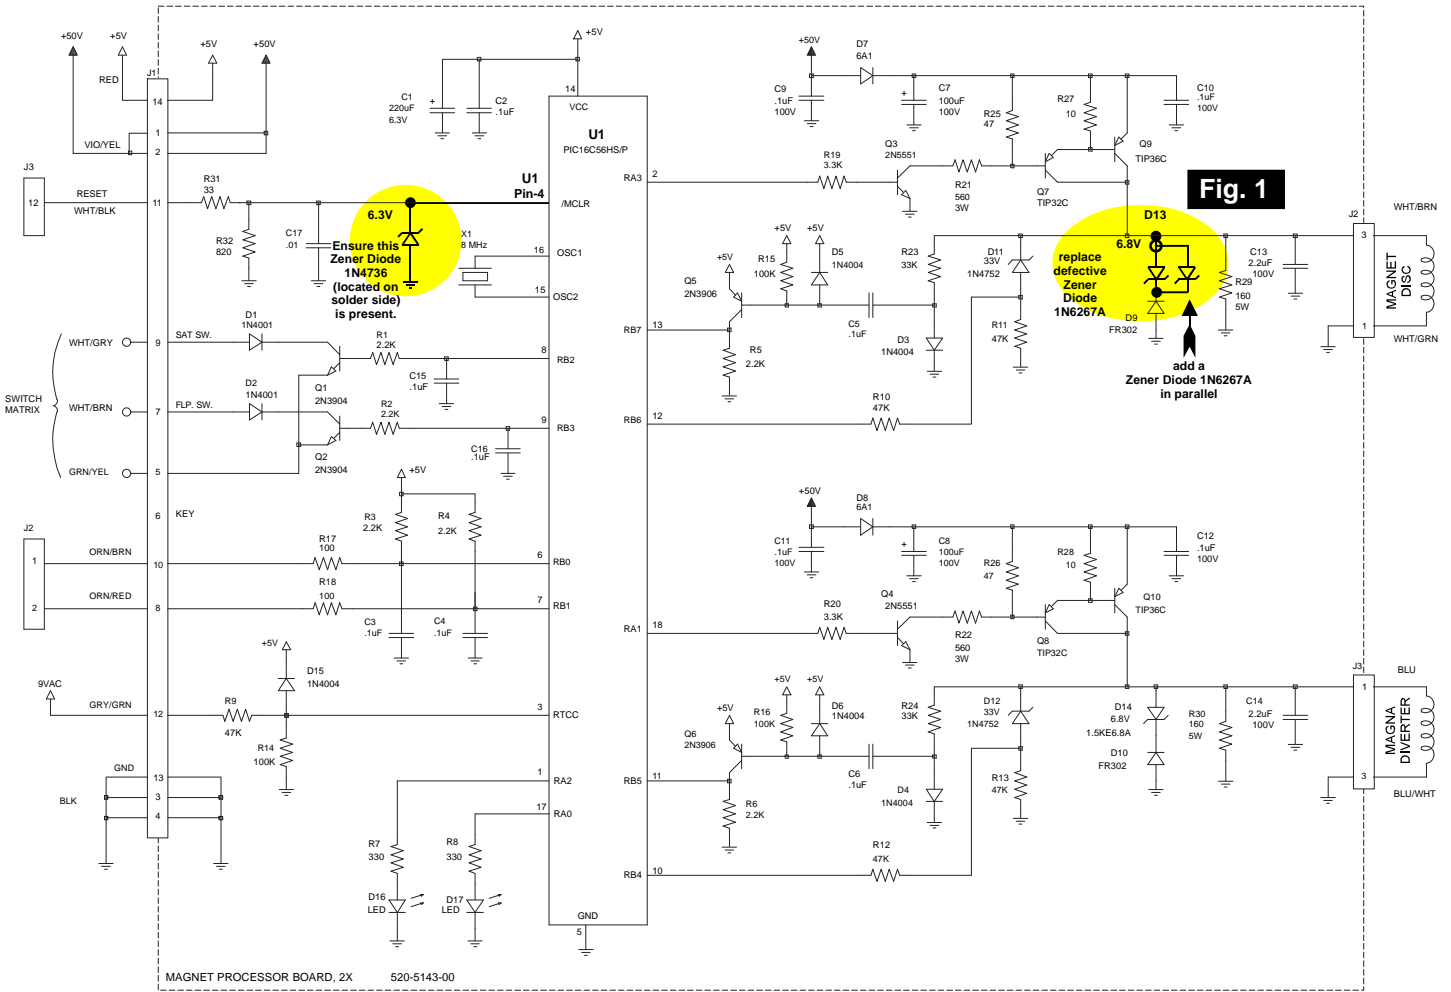 +50V
+5V
+5V
+50V
RED
J1
14
1
VIO/YEL
2
J3
12
RESET
WHT/BLK
11
R31
33
R32
820
C17
.01
6.3V
Ensure this
Zener Diode
1N4736
(located on
solder side)
is present.
X1
8 MHz
+5V
C1
220uF
6.3V
+
C2
.1uF
14
VCC
U1
PIC16C56HS/P
U1
Pin-4
/MCLR
16
OSC1
15
OSC2
RA3
2
RB7
13
RB6
12
8
RB2
9
RB3
6
RB0
7
RB1
RA1
18
3
RTCC
1
RA2
17
RA0
RB5
11
RB4
10
GND
5
SWITCH
MATRIX
WHT/GRY
9
SAT SW.
D1
1N4001
WHT/BRN
7
FLP. SW.
D2
1N4001
GRN/YEL
5
Q1
2N3904
Q2
2N3904
R1
2.2K
C15
.1uF
R2
2.2K
C16
.1uF
6
KEY
+5V
R3
2.2K
R4
2.2K
J2
1
2
ORN/BRN
10
R17
100
ORN/RED
8
R18
100
C3
.1uF
C4
.1uF
+5V
D15
1N4004
9VAC
GRY/GRN
12
R9
47K
R14
100K
GND
13
BLK
3
4
R7
330
R8
330
D16
LED
D17
LED
+50V
D7
6A1
C9
.1uF
100V
+
C7
100uF
100V
R25
47
R27
10
C10
.1uF
100V
Q9
TIP36C
R19
3.3K
Q3
2N5551
R21
560
3W
Q7
TIP32C
Fig. 1
D13
6.8V
replace
defective
Zener
Diode
1N6267A
D9
FR302
add a
Zener Diode 1N6267A
in parallel
R29
160
5W
C13
2.2uF
100V
J2
3
1
WHT/BRN
MAGNET
DISC
WHT/GRN
+5V
Q5
2N3906
+5V
+5V
R15
100K
D5
1N4004
R23
33K
D11
33V
1N4752
C5
.1uF
D3
1N4004
R11
47K
R5
2.2K
R10
47K
+50V
D8
6A1
C11
.1uF
100V
+
C8
100uF
100V
R26
47
R28
10
C12
.1uF
100V
Q10
TIP36C
R20
3.3K
Q4
2N5551
R22
560
3W
Q8
TIP32C
+5V
Q6
2N3906
+5V
+5V
R16
100K
D6
1N4004
R24
33K
D12
33V
1N4752
C6
.1uF
D4
1N4004
R13
47K
R6
2.2K
R12
47K
D14
6.8V
1.5KE6.8A
D10
FR302
R30
160
5W
C14
2.2uF
100V
J3
1
3
BLU
MAGNA
DIVERTER
BLU/WHT
MAGNET PROCESSOR BOARD, 2X 520-5143-00